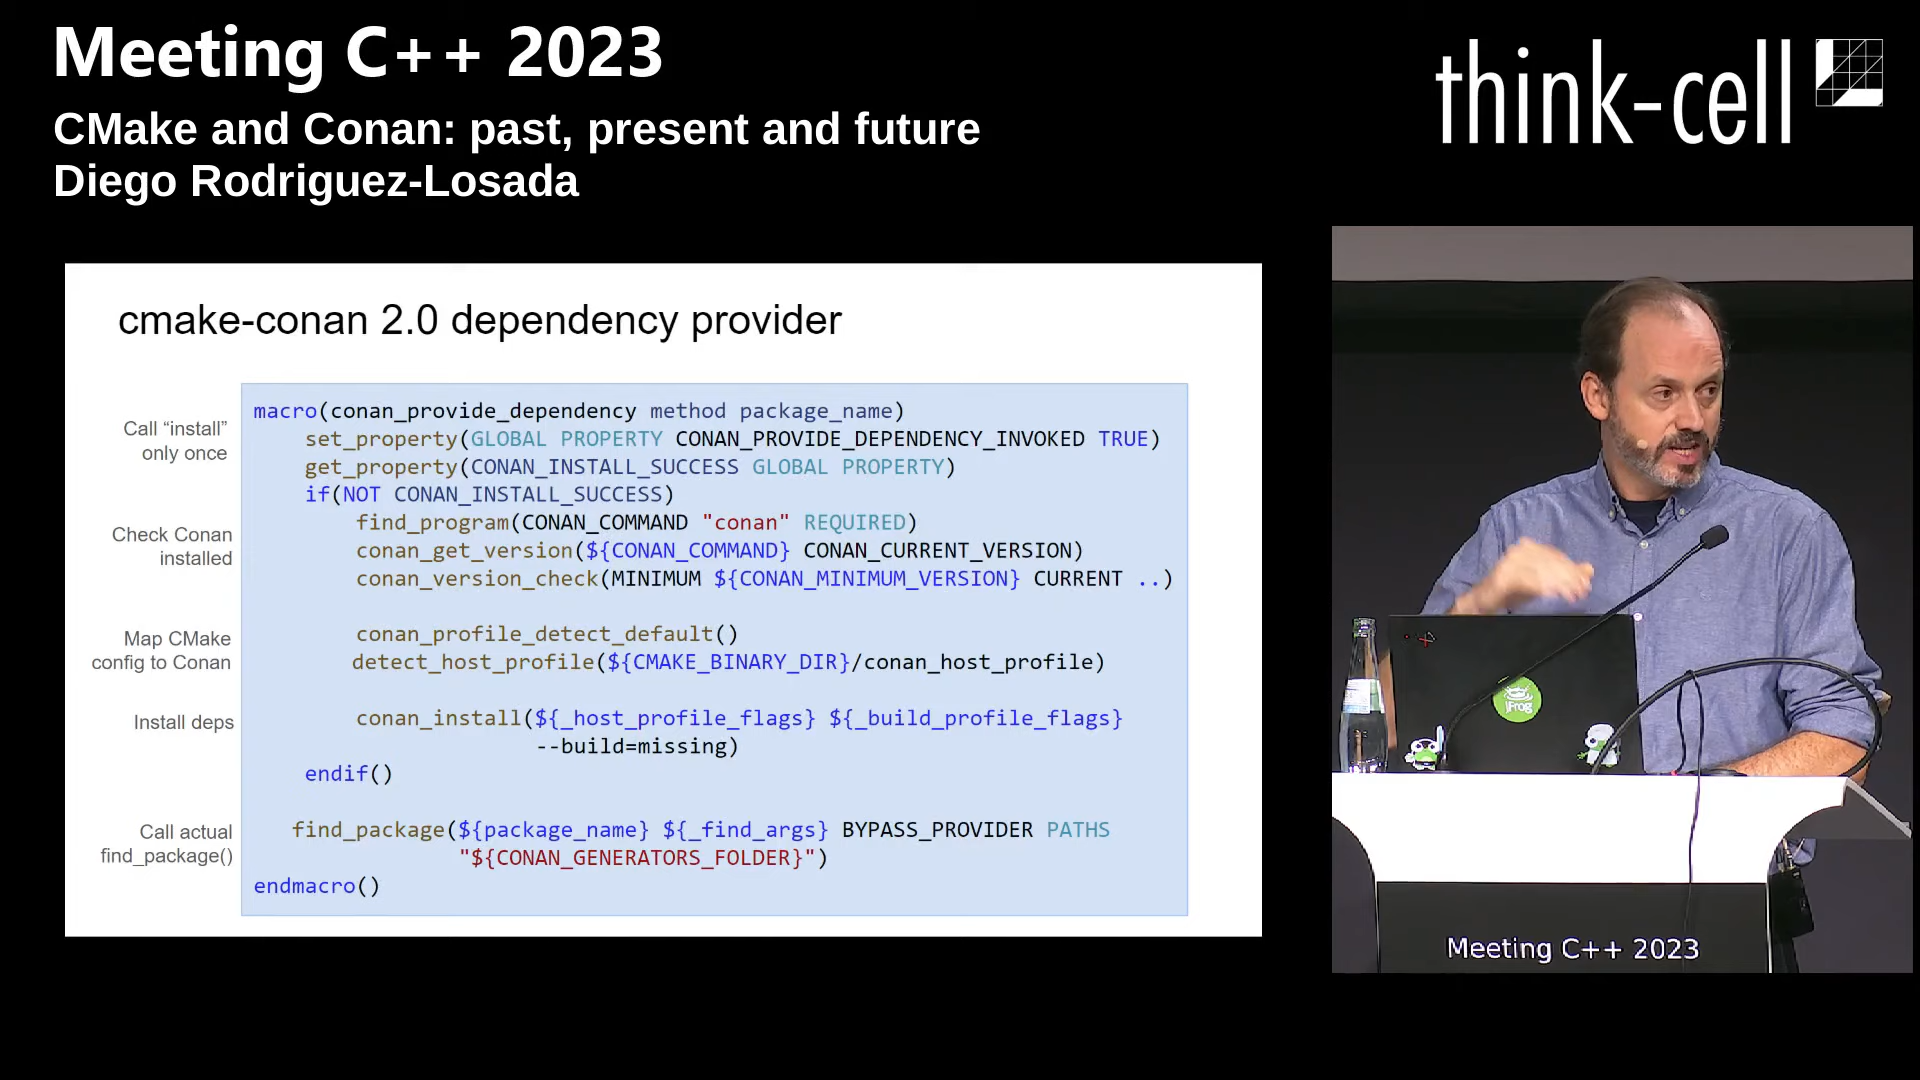 Meeting C++ 2023
CMake and Conan: past, present and future
Diego Rodriguez-Losada
think-cell
cmake-conan 2.0 dependency provider
Call “install”
only once
Check Conan
installed
Map CMake
config to Conan
Install deps
Call actual
find_package()
macro(conan_provide_dependency method package_name)
set_property(GLOBAL PROPERTY CONAN_PROVIDE_DEPENDENCY_INVOKED TRUE)
get_property(CONAN_INSTALL_SUCCESS GLOBAL PROPERTY)
if(NOT CONAN_INSTALL_SUCCESS)
find_program(CONAN_COMMAND "conan" REQUIRED)
conan_get_version(${CONAN_COMMAND} CONAN_CURRENT_VERSION)
conan_version_check(MINIMUM ${CONAN_MINIMUM_VERSION} CURRENT ..)
conan_profile_detect_default()
detect_host_profile(${CMAKE_BINARY_DIR}/conan_host_profile)
conan_install(${_host_profile_flags} ${_build_profile_flags}
--build=missing)
endif()
find_package(${package_name} ${_find_args} BYPASS_PROVIDER PATHS
"${CONAN_GENERATORS_FOLDER}")
endmacro()
jFrog
Meeting C++ 2023